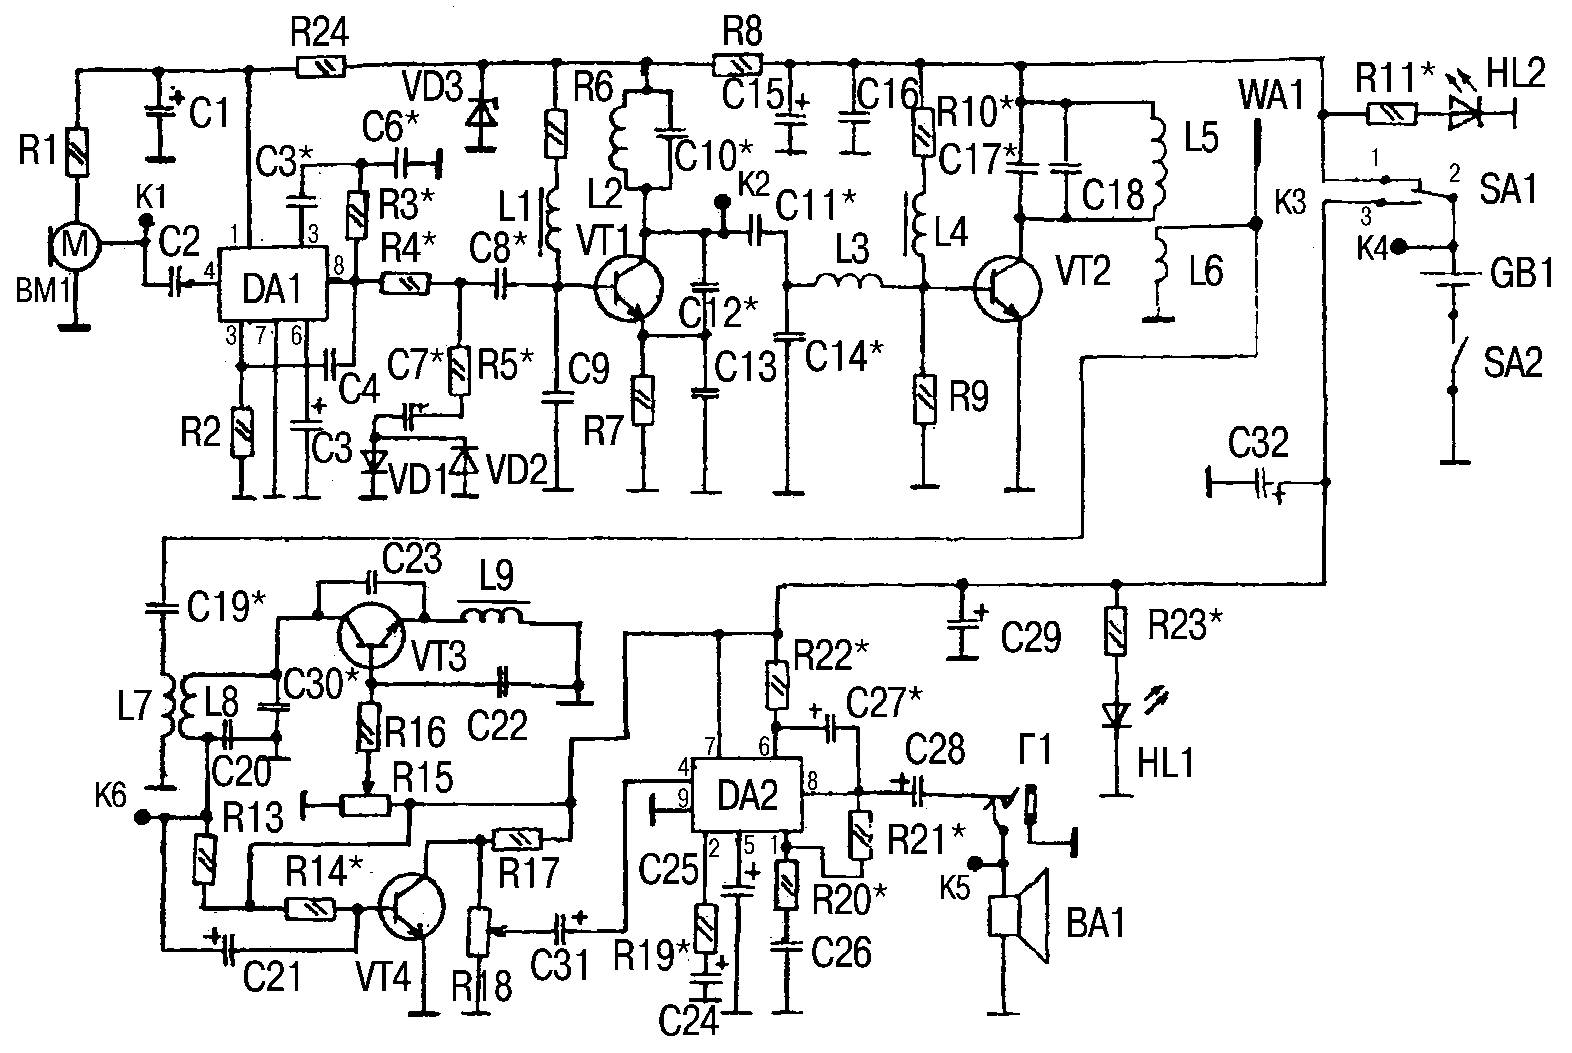 R24
R8
VD3
R6
C15
C16
R11*
HL2
WA1
C1
C6*
R10*
R1
C3*
C10*
C17*
L5
1
2
SA1
K1
R3*
L1
L2
K2
C11*
C18
K3
3
M
C2
1
3
R4*
C8*
VT1
L3
L4
VT2
L6
K4
BM1
4
DA1
8
C12*
GB1
3
7
6
C7*
R5*
C9
C13
C14*
SA2
C4
R2
C3
R7
R9
VD1
VD2
C32
C23
L9
C19*
C29
R23*
VT3
R22*
L7
L8
C30*
C27*
C22
R16
C20
7
6
C28
Г1
HL1
K6
R15
4
DA2
8
9
R13
R21*
R17
2
5
1
C25
R14*
R20*
K5
BA1
C31
R19*
C26
C21
VT4
R18
C24